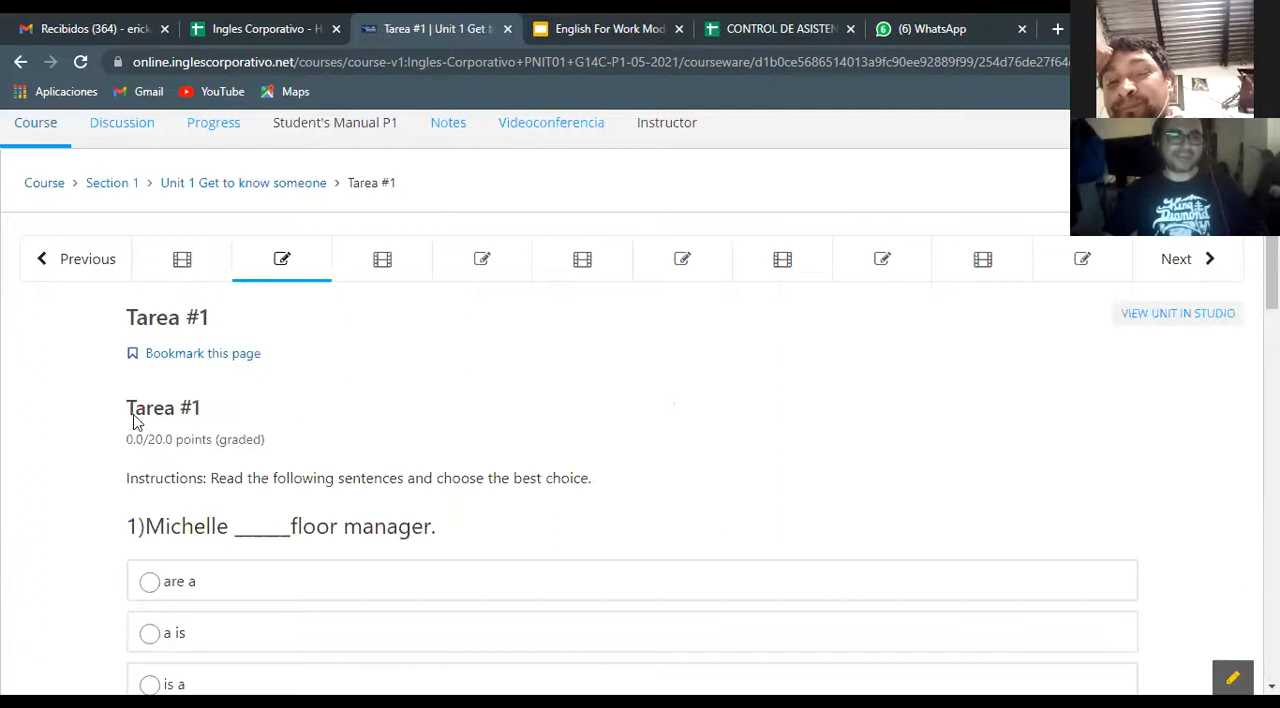 Recibidos (364) - erick
Ingles Corporativo - H
Tarea #1 | Unit 1 Get t
English For Work Mod
CONTROL DE ASISTEN
(6) WhatsApp
online.inglescorporativo.net/courses/course-v1:Ingles-Corporativo+PNIT01+G14C-P1-05-2021/courseware/d1b0ce5686514013a9fc90ee92889f99/254d76de27f64
Aplicaciones
Gmail
YouTube
Maps
Course
Discussion
Progress
Student's Manual P1
Notes
Videoconferencia
Instructor
Course > Section 1 > Unit 1 Get to know someone > Tarea #1
Previous
Next
Tarea #1
VIEW UNIT IN STUDIO
Bookmark this page
Tarea #1
0.0/20.0 points (graded)
Instructions: Read the following sentences and choose the best choice.
1)Michelle ______floor manager.
are a
a is
is a
King
Diamond